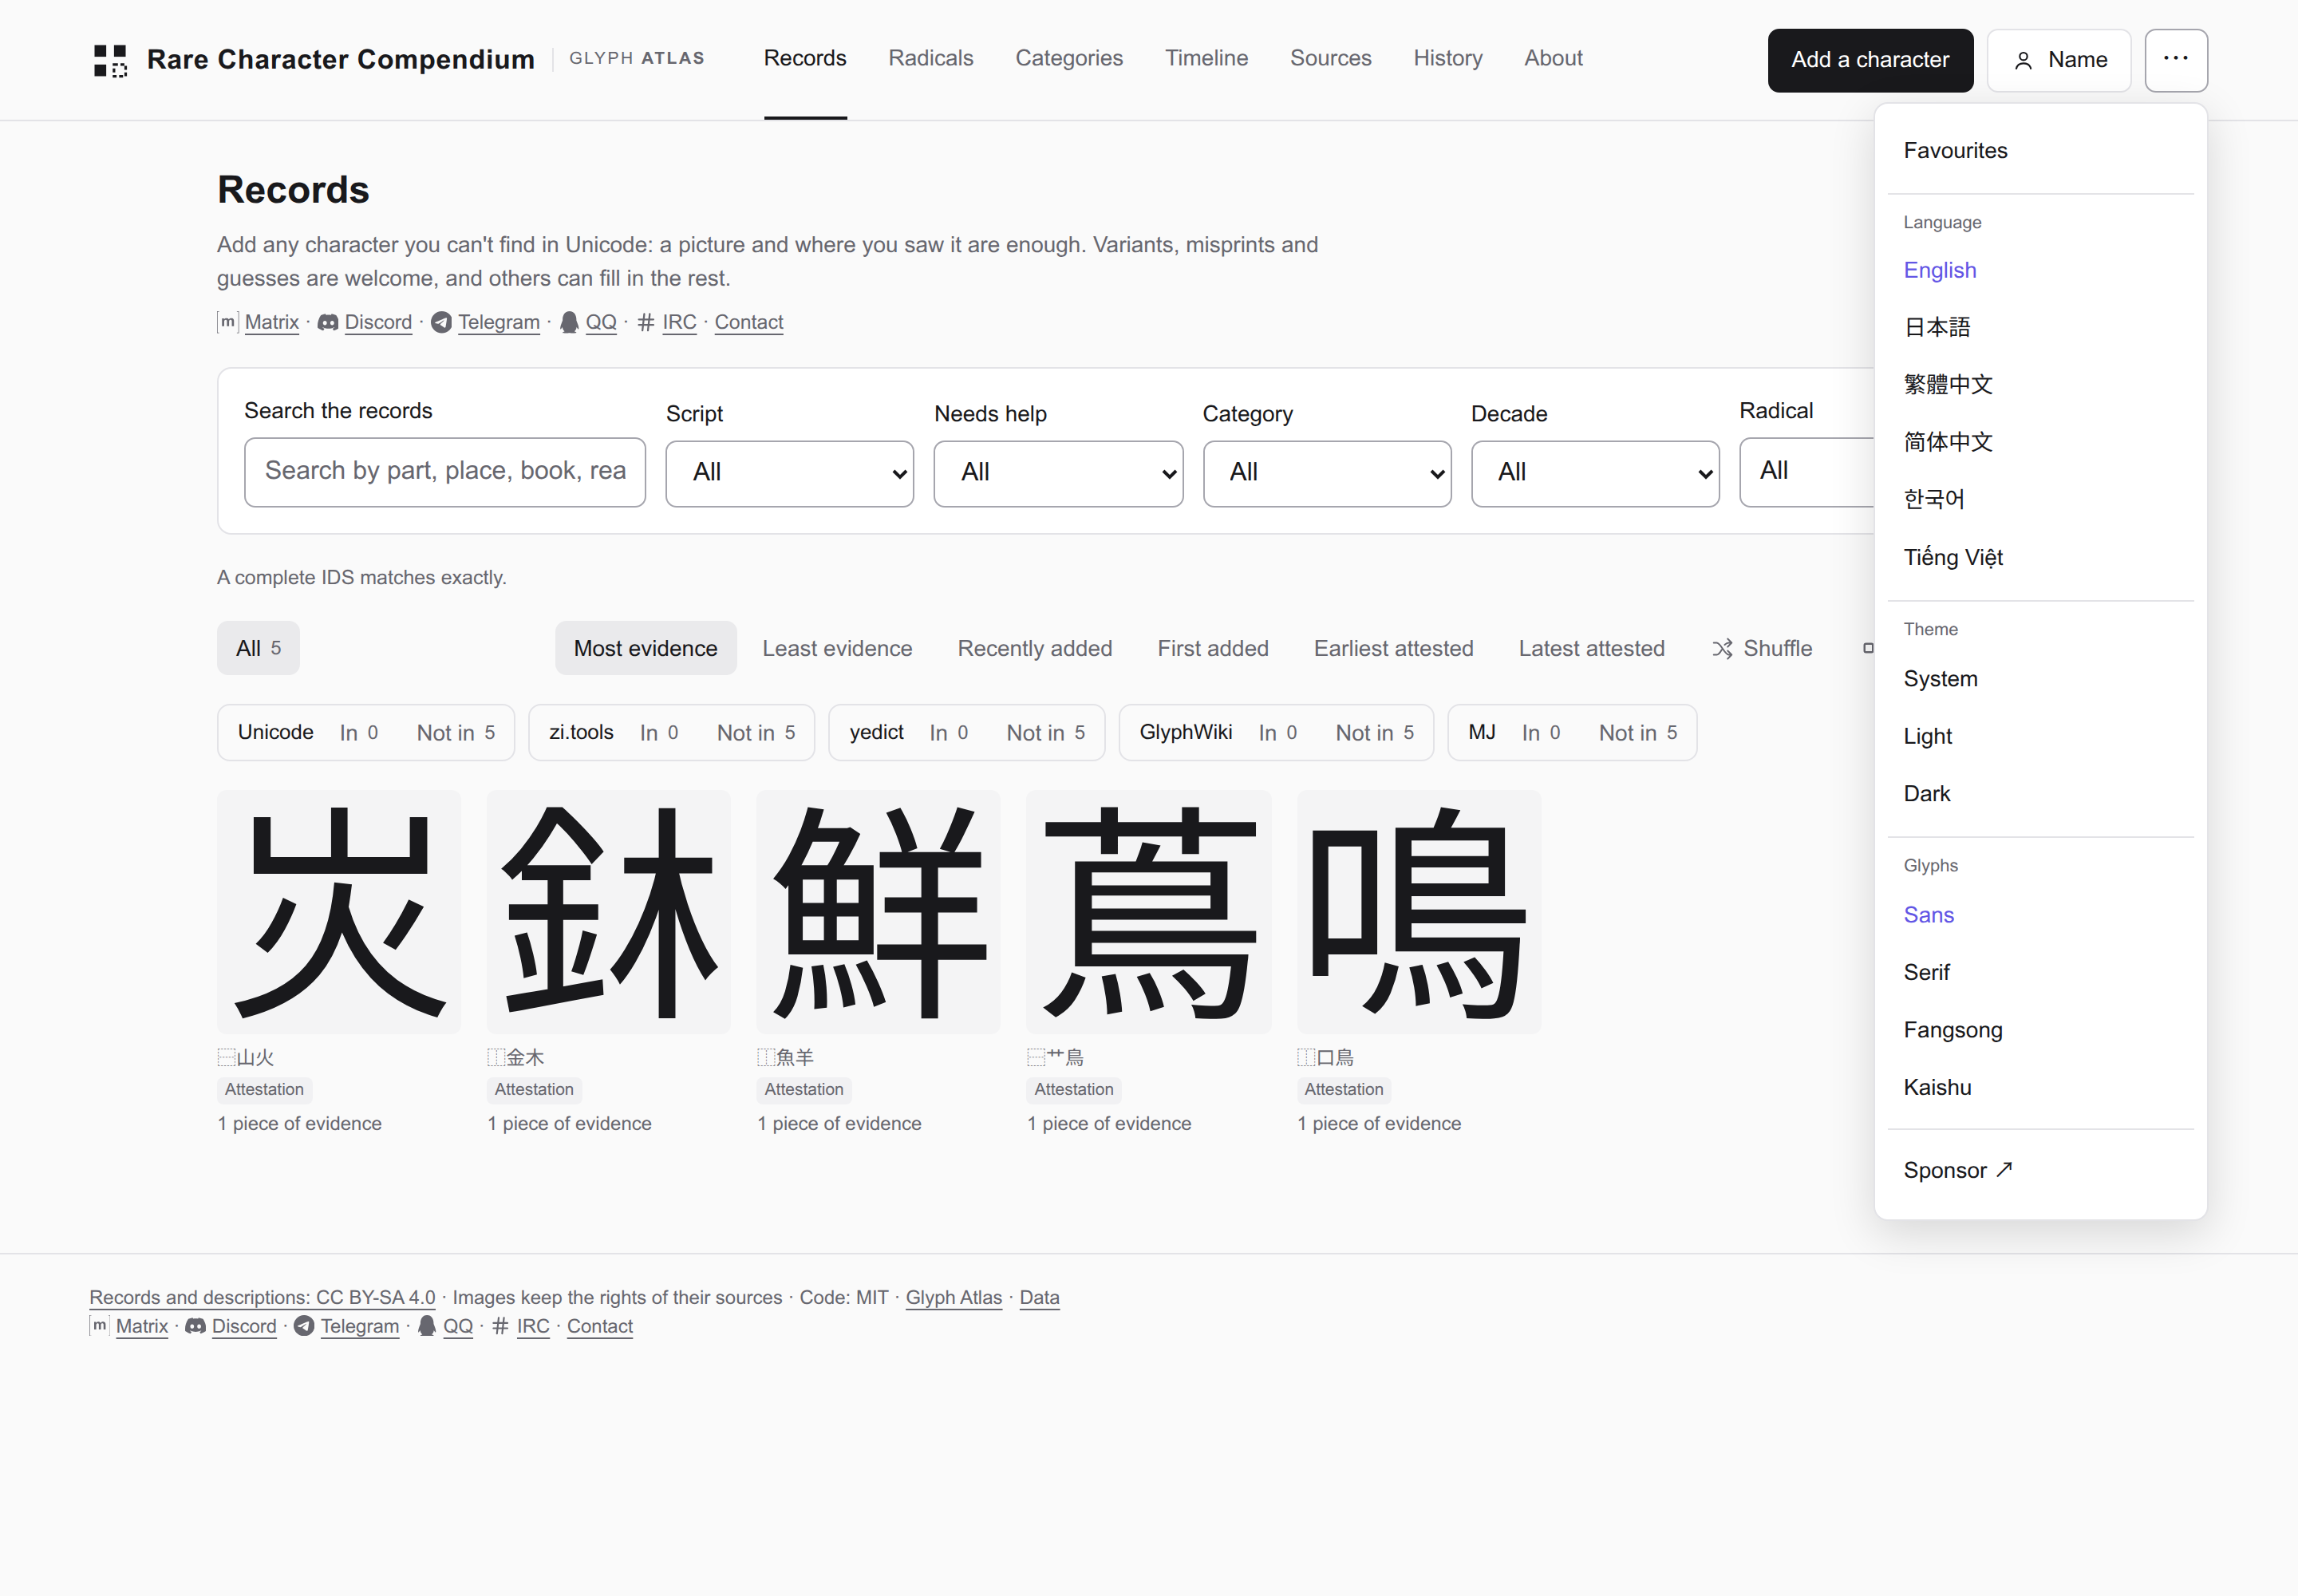 Rare Character Compendium GLYPH ATLAS Records Radicals Categories Timeline Sources History About Add a character Name ···
Records
Add any character you can't find in Unicode: a picture and where you saw it are enough. Variants, misprints and
guesses are welcome, and others can fill in the rest.
[m] Matrix · Discord · Telegram · QQ · # IRC · Contact
Search the records Script Needs help Category Decade Radical
Search by part, place, book, rea All All All All All
A complete IDS matches exactly.
All 5 Most evidence Least evidence Recently added First added Earliest attested Latest attested Shuffle
Unicode In 0 Not in 5 zi.tools In 0 Not in 5 yedict In 0 Not in 5 GlyphWiki In 0 Not in 5 MJ In 0 Not in 5
⿱山火 ⿰金木 ⿰魚羊 ⿱艹鳥 ⿰口鳥
⿱山火 ⿰金木 ⿰魚羊 ⿱艹鳥 ⿰口鳥
Attestation Attestation Attestation Attestation Attestation
1 piece of evidence 1 piece of evidence 1 piece of evidence 1 piece of evidence 1 piece of evidence
Favourites
Language
English
日本語
繁體中文
简体中文
한국어
Tiếng Việt
Theme
System
Light
Dark
Glyphs
Sans
Serif
Fangsong
Kaishu
Sponsor ↗
Records and descriptions: CC BY-SA 4.0 · Images keep the rights of their sources · Code: MIT · Glyph Atlas · Data
[m] Matrix · Discord · Telegram · QQ · # IRC · Contact